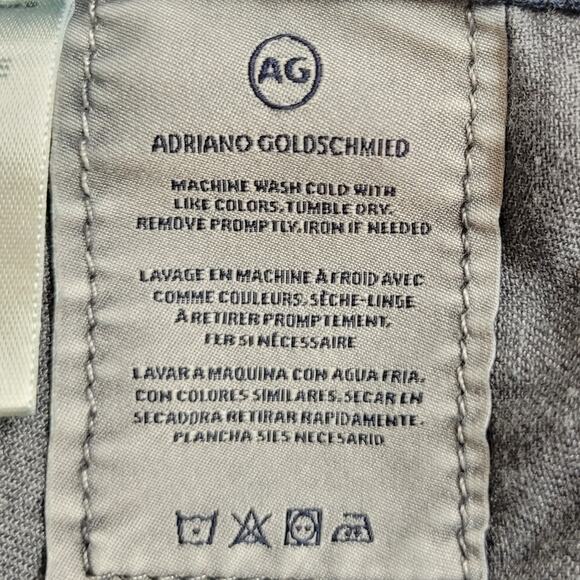 E
AG
ADRIANO GOLDSCHMIED
MACHINE WASH COLD WITH
LIKE COLORS, TUMBLE DRY,
REMOVE PROMPTLY, IRON IF NEEDED
LAVAGE EN MACHINE À FROID AVEC
COMME COULEURS, SÈCHE-LINGE
À RETIRER PROMPTEMENT,
FER SI NÉCESSAIRE
LAVAR A MAQUINA CON AGUA FRIA,
CON COLORES SIMILARES, SECAR EN
SECADORA RETIRAR RAPIDAMENTE,
PLANCHA SIES NECESARIO